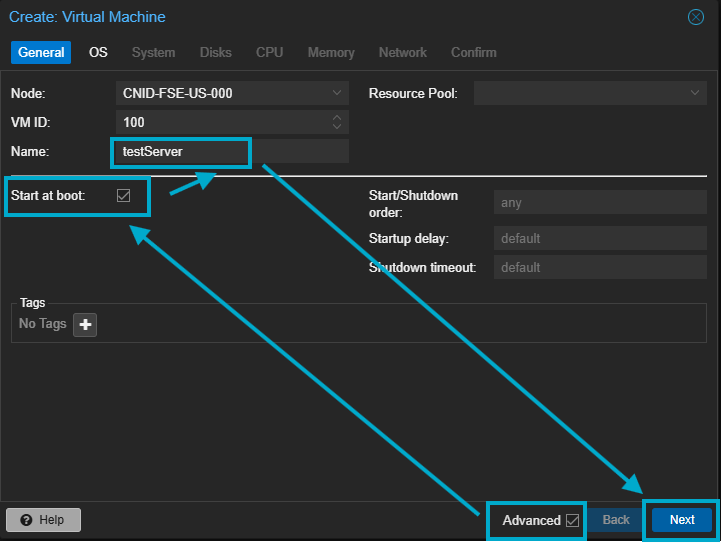 Create: Virtual Machine
General OS System Disks CPU Memory Network Confirm
Node: CNID-FSE-US-000 Resource Pool:
VM ID: 100
Name: testServer
Start at boot: Start/Shutdown order: any
Startup delay: default
Shutdown timeout: default
Tags
No Tags
Help Advanced Back Next